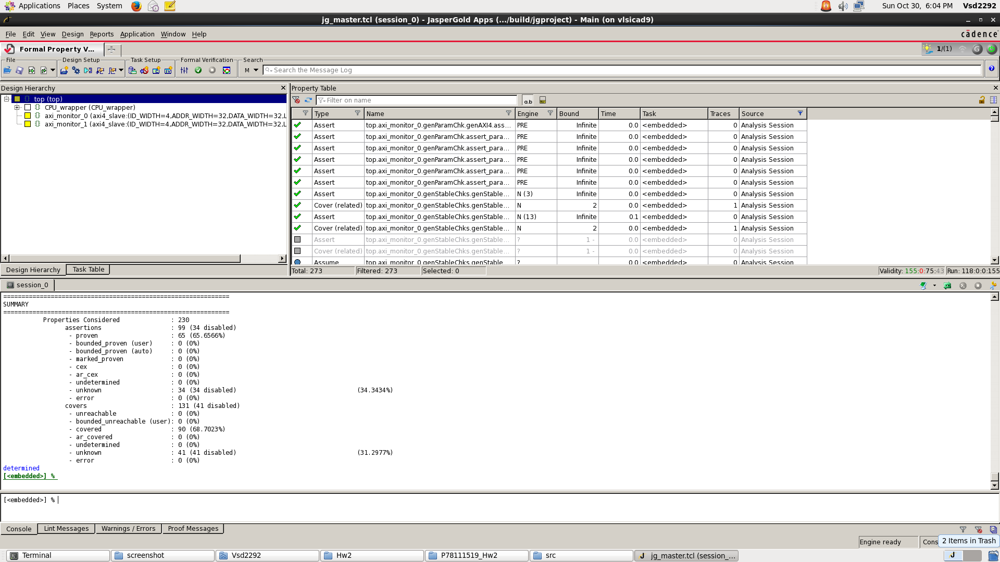 Applications Places System Sun Oct 30, 6:04 PM Vsd2292
jg_master.tcl (session_0) - JasperGold Apps (.../build/jgproject) - Main (on vlsicad9)
File Edit View Design Reports Application Window Help cādence
Formal Property V... 1/(1)
File Design Setup Task Setup Formal Verification Search
M Search the Message Log
Design Hierarchy
top (top)
CPU_wrapper (CPU_wrapper)
axi_monitor_0 (axi4_slave:(ID_WIDTH=4,ADDR_WIDTH=32,DATA_WIDTH=32,L
axi_monitor_1 (axi4_slave:(ID_WIDTH=4,ADDR_WIDTH=32,DATA_WIDTH=32,L
Design Hierarchy Task Table
Property Table
Filter on name a.b
Type Name Engine Bound Time Task Traces Source
Assert top.axi_monitor_0.genParamChk.genAXI4.ass... PRE Infinite 0.0 <embedded> 0 Analysis Session
Assert top.axi_monitor_0.genParamChk.assert_para... PRE Infinite 0.0 <embedded> 0 Analysis Session
Assert top.axi_monitor_0.genParamChk.assert_para... PRE Infinite 0.0 <embedded> 0 Analysis Session
Assert top.axi_monitor_0.genParamChk.assert_para... PRE Infinite 0.0 <embedded> 0 Analysis Session
Assert top.axi_monitor_0.genParamChk.assert_para... PRE Infinite 0.0 <embedded> 0 Analysis Session
Assert top.axi_monitor_0.genParamChk.assert_para... PRE Infinite 0.0 <embedded> 0 Analysis Session
Assert top.axi_monitor_0.genStableChks.genStable... N (3) Infinite 0.0 <embedded> 0 Analysis Session
Cover (related) top.axi_monitor_0.genStableChks.genStable... N 2 0.0 <embedded> 1 Analysis Session
Assert top.axi_monitor_0.genStableChks.genStable... N (13) Infinite 0.1 <embedded> 0 Analysis Session
Cover (related) top.axi_monitor_0.genStableChks.genStable... N 2 0.0 <embedded> 1 Analysis Session
Assert top.axi_monitor_0.genStableChks.genStable... ? 1 - 0.0 <embedded> 0 Analysis Session
Cover (related) top.axi_monitor_0.genStableChks.genStable... ? 1 - 0.0 <embedded> 0 Analysis Session
Assume top.axi_monitor_0.genStableChks.genStable ? 0.0 <embedded> 0 Analysis Session
Total: 273 Filtered: 273 Selected: 0 Validity: 155:0:75:43 Run: 118:0:0:155
session_0
==============================================================
SUMMARY
==============================================================
Properties Considered : 230
assertions : 99 (34 disabled)
- proven : 65 (65.6566%)
- bounded_proven (user) : 0 (0%)
- bounded_proven (auto) : 0 (0%)
- marked_proven : 0 (0%)
- cex : 0 (0%)
- ar_cex : 0 (0%)
- undetermined : 0 (0%)
- unknown : 34 (34 disabled) (34.3434%)
- error : 0 (0%)
covers : 131 (41 disabled)
- unreachable : 0 (0%)
- bounded_unreachable (user): 0 (0%)
- covered : 90 (68.7023%)
- ar_covered : 0 (0%)
- undetermined : 0 (0%)
- unknown : 41 (41 disabled) (31.2977%)
- error : 0 (0%)
determined
[<embedded>] %
[<embedded>] %
Console Lint Messages Warnings / Errors Proof Messages
Engine ready Cons 2 Items in Trash
Terminal screenshot Vsd2292 Hw2 P78111519_Hw2 src jg_master.tcl (session_...